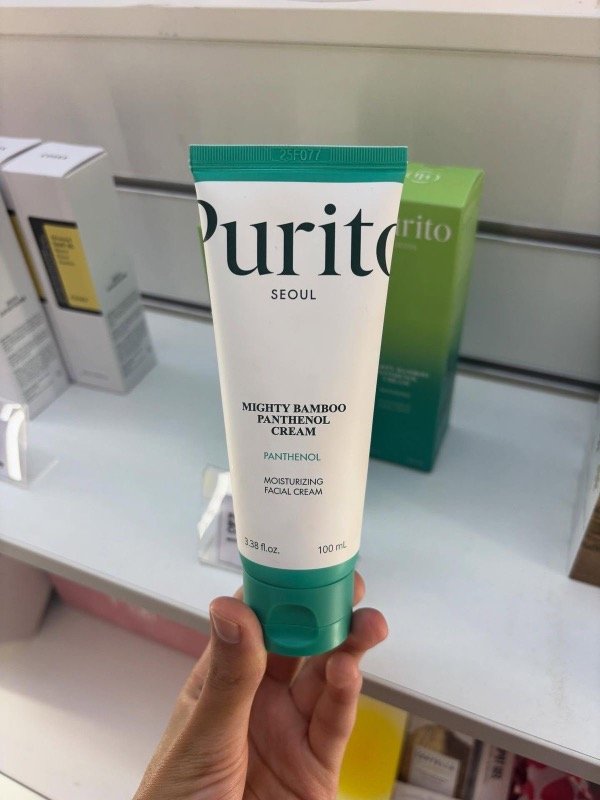 25F077
Purito
SEOUL
MIGHTY BAMBOO
PANTHENOL
CREAM
PANTHENOL
MOISTURIZING
FACIAL CREAM
3.38 fl.oz. 100 mL
rito